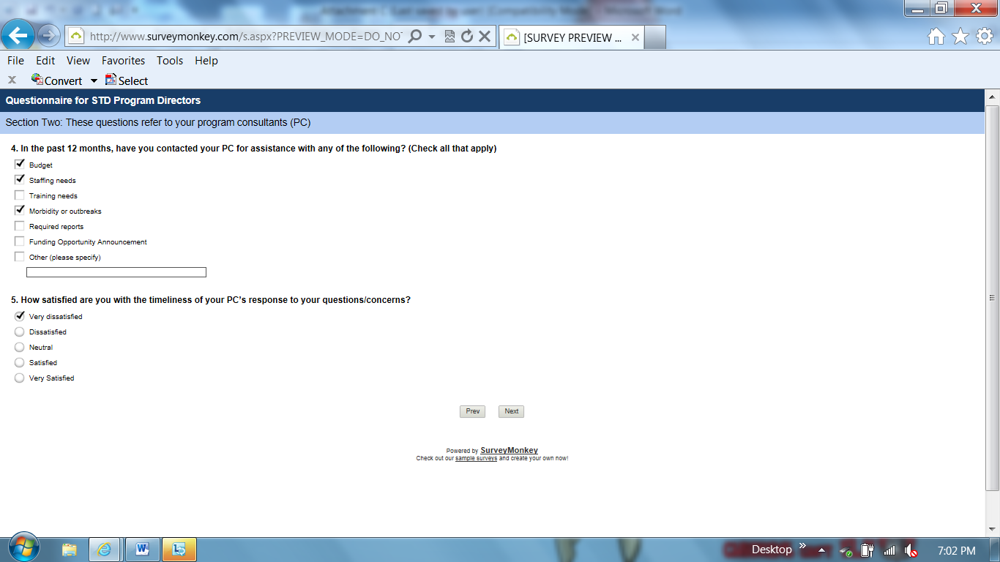 http://www.surveymonkey.com/s.aspx?PREVIEW_MODE=DO_NO
[SURVEY PREVIEW ...
File Edit View Favorites Tools Help
x Convert Select
Questionnaire for STD Program Directors
Section Two: These questions refer to your program consultants (PC)
4. In the past 12 months, have you contacted your PC for assistance with any of the following? (Check all that apply)
Budget
Staffing needs
Training needs
Morbidity or outbreaks
Required reports
Funding Opportunity Announcement
Other (please specify)
5. How satisfied are you with the timeliness of your PC’s response to your questions/concerns?
Very dissatisfied
Dissatisfied
Neutral
Satisfied
Very Satisfied
Prev Next
Powered by SurveyMonkey
Check out our sample surveys and create your own now!
Desktop » 7:02 PM